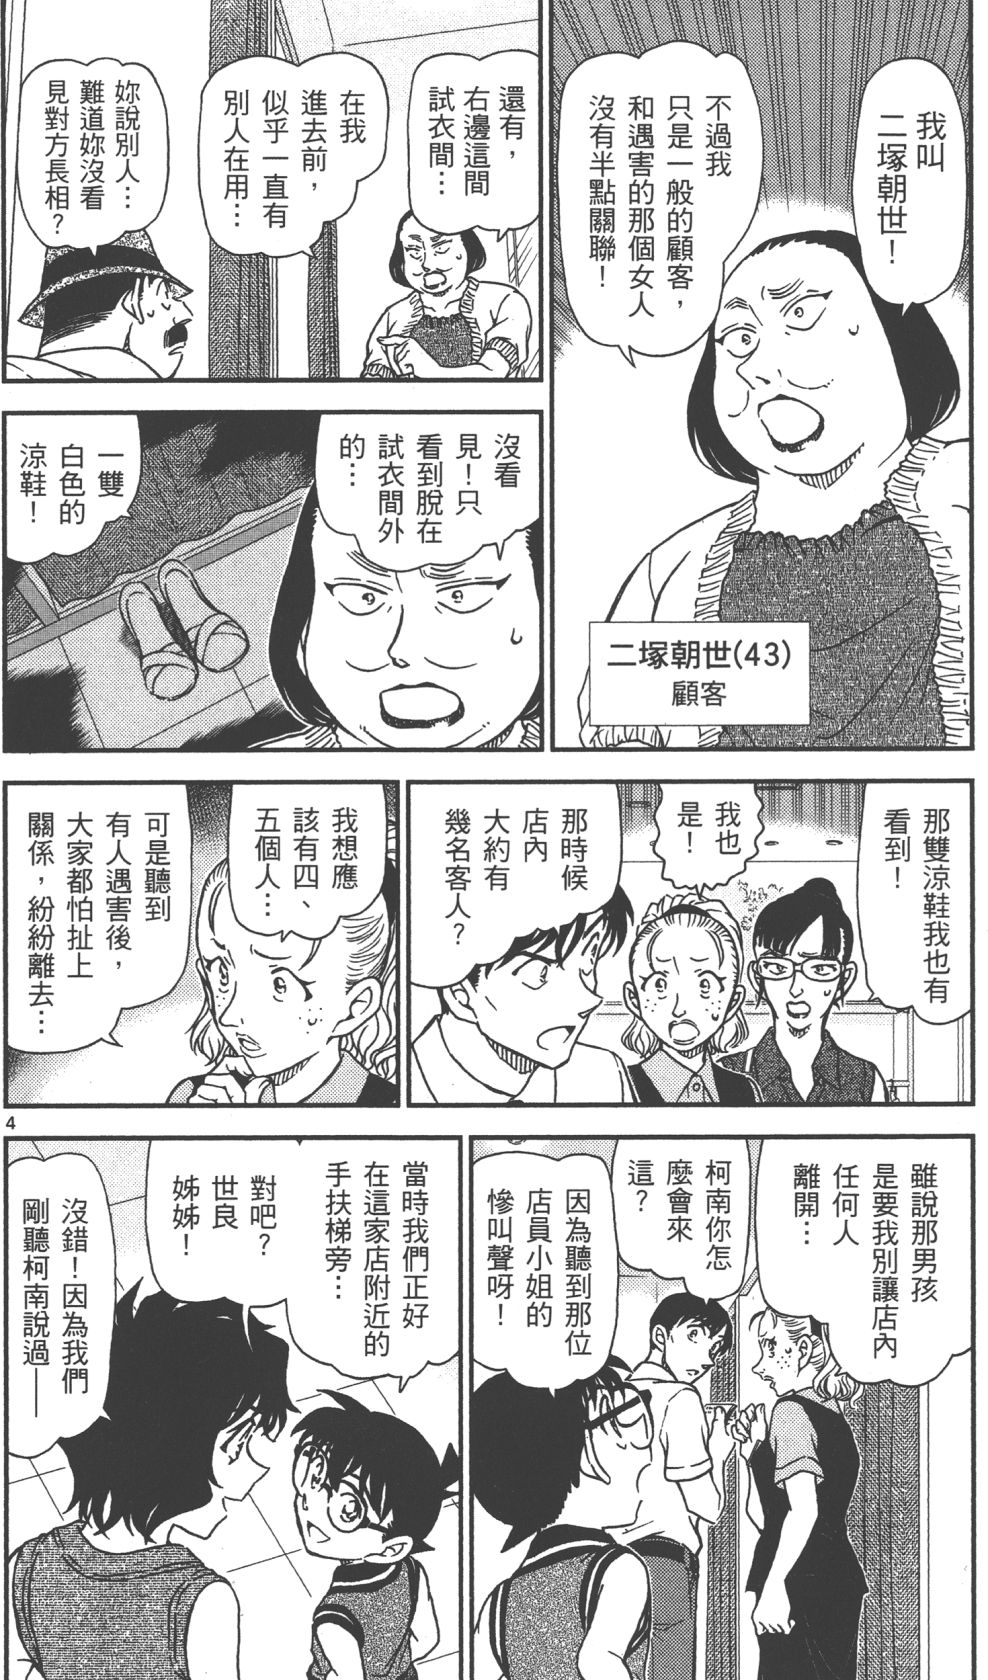 我叫
二塚朝世！
不過我
只是一般的顧客，
和遇害的那個女人
沒有半點關聯！
二塚朝世(43)
顧客
還有，
右邊這間
試衣間…
在我
進去前，
似乎一直有
別人在用…
妳說別人…
難道妳沒看
見對方長相？
沒看
見！只
看到脫在
試衣間外
的…
一雙
白色的
涼鞋！
那雙涼鞋我也有
看到！
我也
是！
那時候
店內
大約有
幾名客人？
我想應
該有四、
五個人…
可是聽到
有人遇害後，
大家都怕扯上
關係，紛紛離去…
4
雖說那男孩
是要我別讓店內
任何人
離開…
柯南你怎
麼會來
這？
因為聽到那位
店員小姐的
慘叫聲呀！
當時我們正好
在這家店附近的
手扶梯旁…
對吧？
世良
姊姊！
沒錯！因為我們
剛聽柯南說過──